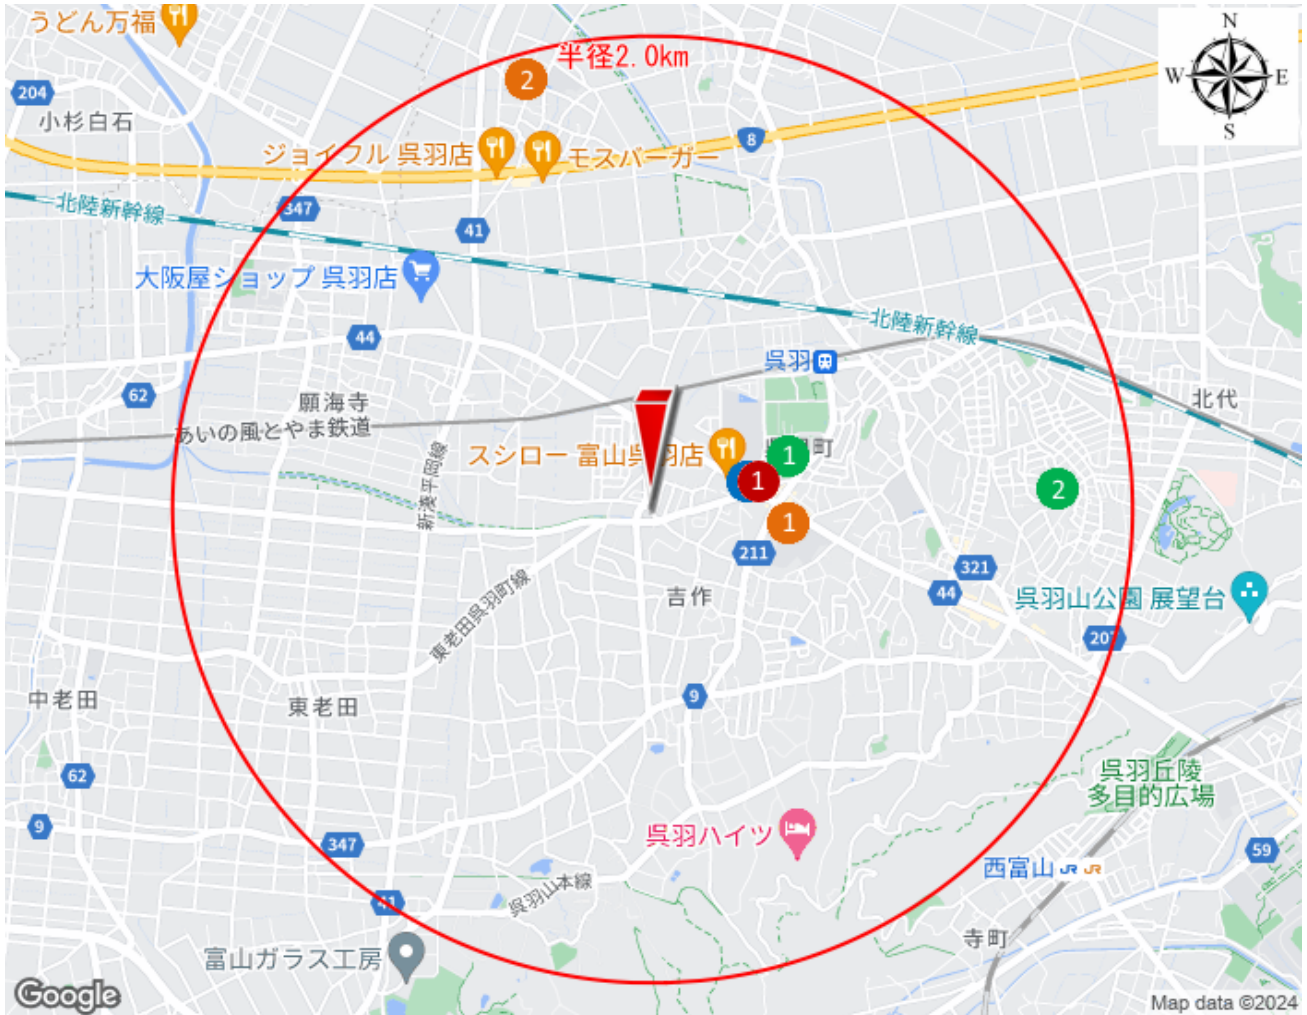 うどん万福
半径2.0km
N
W E
S
2
204
小杉白石
8
ジョイフル 呉羽店
モスバーガー
北陸新幹線
347
41
大阪屋ショップ 呉羽店
北陸新幹線
44
呉羽
62
願海寺
北代
あいの風とやま鉄道
スシロー 富山呉羽店
町
1
新湊平岡線
1
2
1
211
321
吉作
44
呉羽山公園 展望台
東老田呉羽町線
207
9
中老田
東老田
62
呉羽丘陵
多目的広場
9
呉羽ハイツ
347
59
西富山 JR JR
呉羽山本線
41
寺町
富山ガラス工房
Google
Map data ©2024